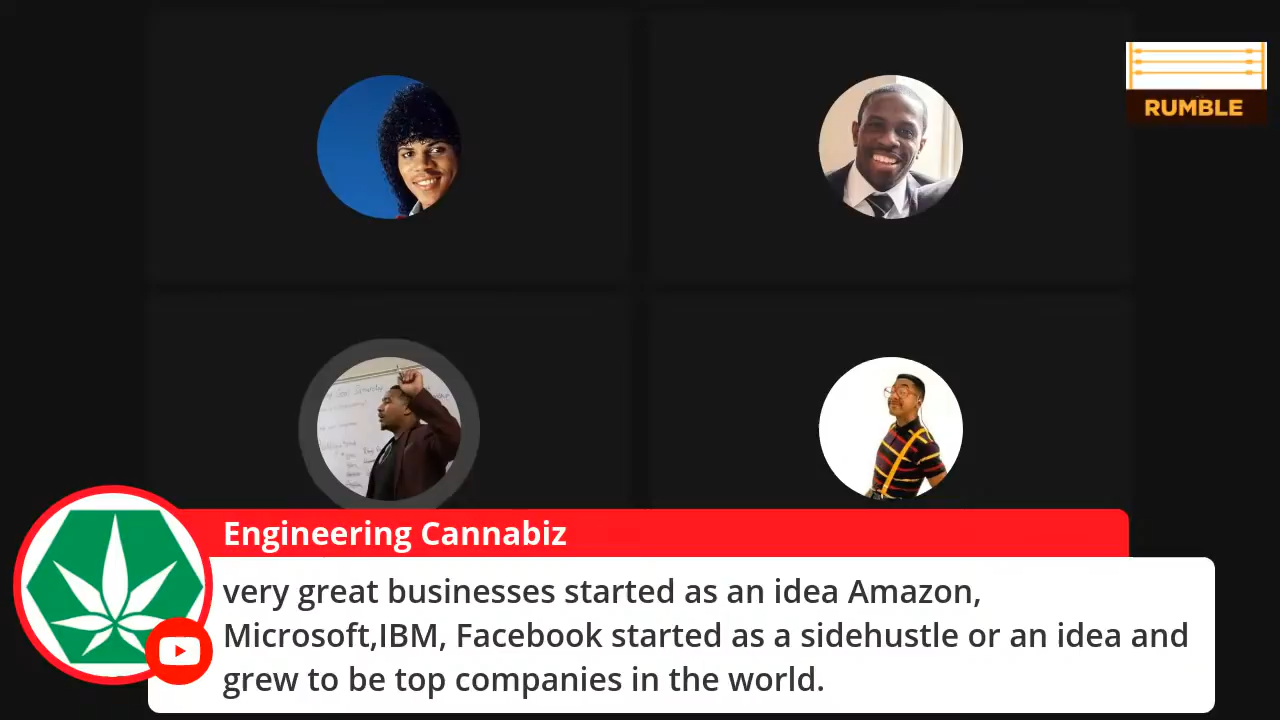 RUMBLE
Engineering Cannabiz
very great businesses started as an idea Amazon,
Microsoft,IBM, Facebook started as a sidehustle or an idea and
grew to be top companies in the world.